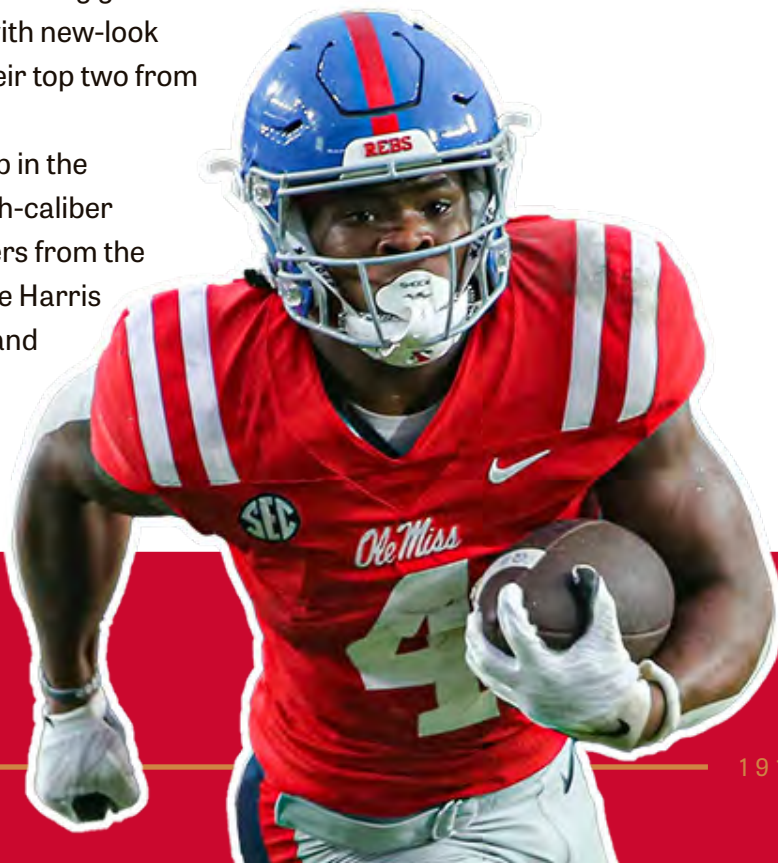 with new-look
eir top two from
in the
h-caliber
ers from the
e Harris
and
REBS
SEC
Ole Miss
4
19